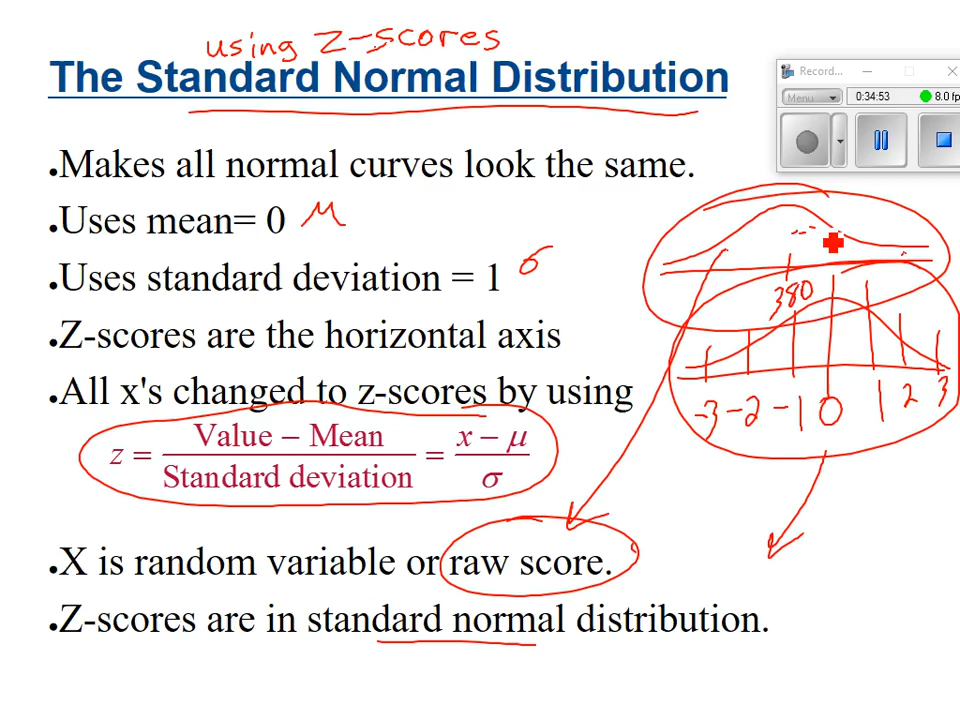 using Z-scores
The Standard Normal Distribution
Record...
Menu
0:34:53
8.0 fp
•Makes all normal curves look the same.
•Uses mean= 0 μ
•Uses standard deviation = 1 σ
380
•Z-scores are the horizontal axis
•All x's changed to z-scores by using
-3 -2 -1 0 1 2 3
z = Value − Mean / Standard deviation = x − μ / σ
•X is random variable or raw score.
•Z-scores are in standard normal distribution.